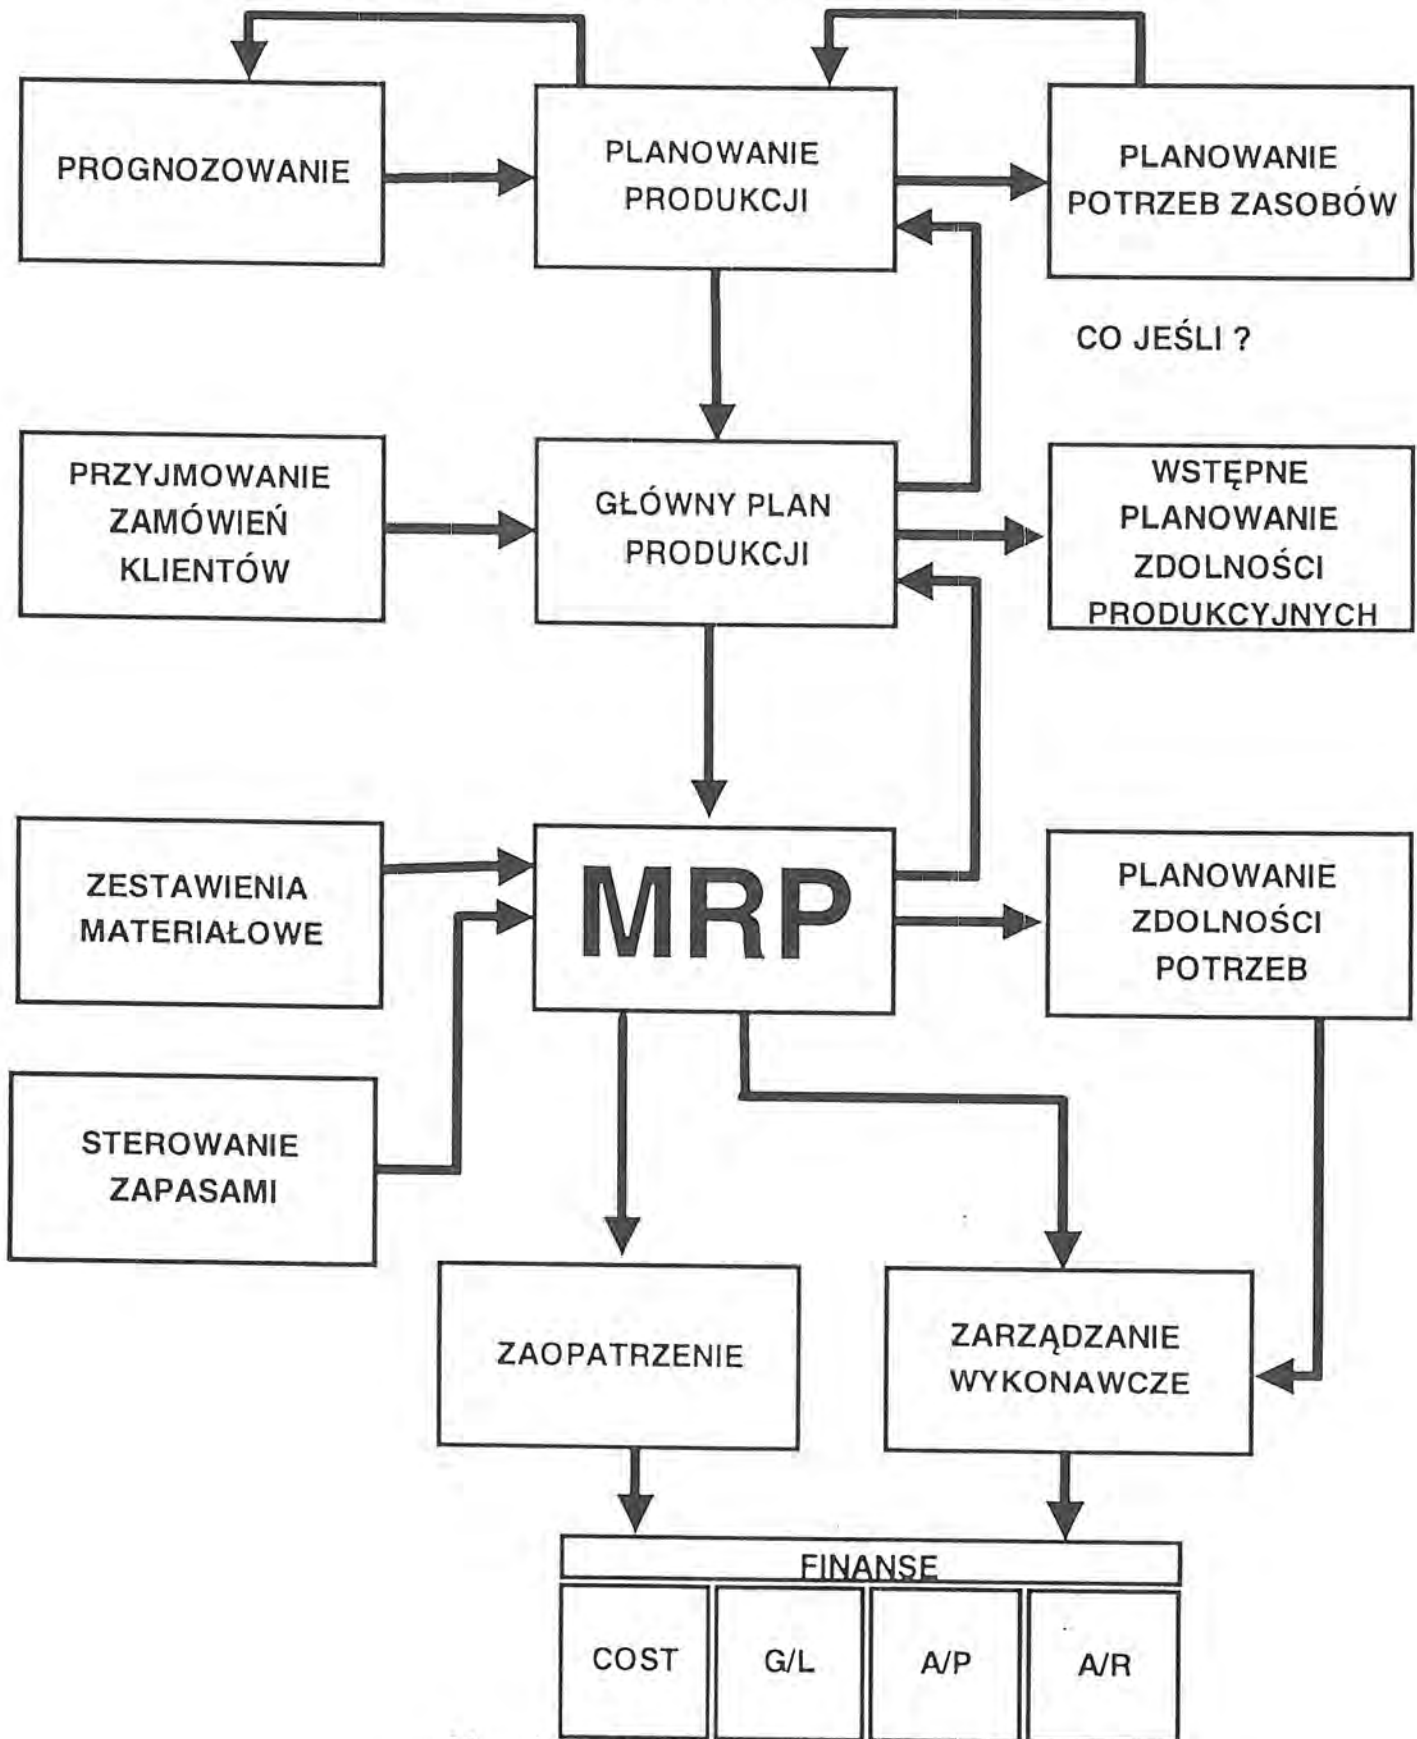 PROGNOZOWANIE
PLANOWANIE
PRODUKCJI
PLANOWANIE
POTRZEB ZASOBÓW
CO JEŚLI ?
PRZYJMOWANIE
ZAMÓWIEŃ
KLIENTÓW
GŁÓWNY PLAN
PRODUKCJI
WSTĘPNE
PLANOWANIE
ZDOLNOŚCI
PRODUKCYJNYCH
ZESTAWIENIA
MATERIAŁOWE
MRP
PLANOWANIE
ZDOLNOŚCI
POTRZEB
STEROWANIE
ZAPASAMI
ZAOPATRZENIE
ZARZĄDZANIE
WYKONAWCZE
FINANSE
COST
G/L
A/P
A/R